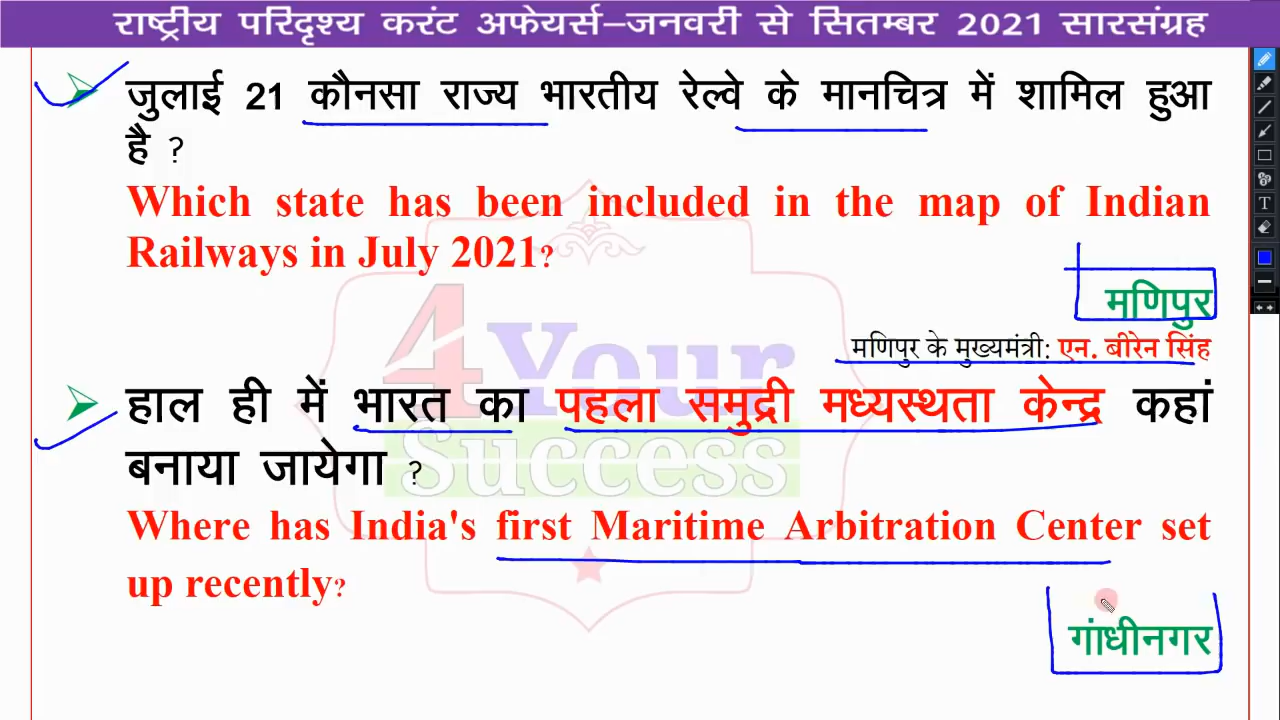 राष्ट्रीय परिदृश्य करंट अफेयर्स–जनवरी से सितम्बर 2021 सारसंग्रह
जुलाई 21 कौनसा राज्य भारतीय रेल्वे के मानचित्र में शामिल हुआ
है ?
Which state has been included in the map of Indian
Railways in July 2021?
मणिपुर
मणिपुर के मुख्यमंत्री: एन. बीरेन सिंह
हाल ही में भारत का पहला समुद्री मध्यस्थता केन्द्र कहां
बनाया जायेगा ?
Where has India's first Maritime Arbitration Center set
up recently?
गांधीनगर
4Your
Success